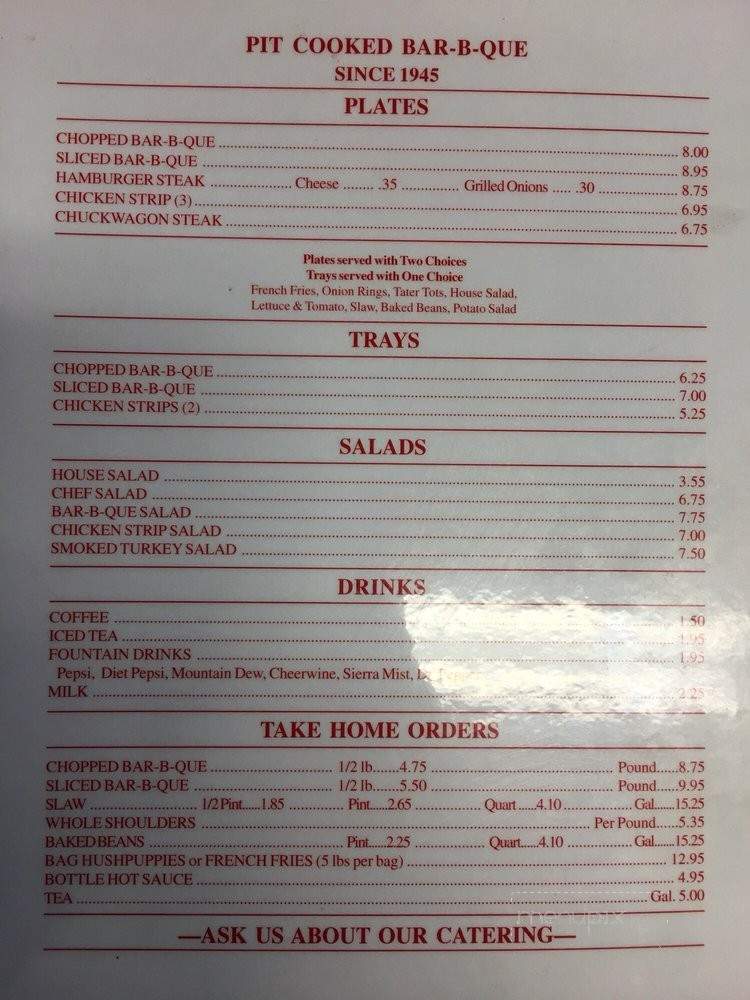 PIT COOKED BAR-B-QUE
SINCE 1945
PLATES
CHOPPED BAR-B-QUE 8.00
SLICED BAR-B-QUE 8.95
HAMBURGER STEAK Cheese .35 Grilled Onions .30 8.75
CHICKEN STRIP (3) 6.95
CHUCKWAGON STEAK 6.75
Plates served with Two Choices
Trays served with One Choice
French Fries, Onion Rings, Tater Tots, House Salad,
Lettuce & Tomato, Slaw, Baked Beans, Potato Salad
TRAYS
CHOPPED BAR-B-QUE 6.25
SLICED BAR-B-QUE 7.00
CHICKEN STRIPS (2) 5.25
SALADS
HOUSE SALAD 3.55
CHEF SALAD 6.75
BAR-B-QUE SALAD 7.75
CHICKEN STRIP SALAD 7.00
SMOKED TURKEY SALAD 7.50
DRINKS
COFFEE 1.50
ICED TEA 1.95
FOUNTAIN DRINKS 1.95
Pepsi, Diet Pepsi, Mountain Dew, Cheerwine, Sierra Mist,
MILK 2.25
TAKE HOME ORDERS
CHOPPED BAR-B-QUE 1/2 lb 4.75 Pound 8.75
SLICED BAR-B-QUE 1/2 lb 5.50 Pound 9.95
SLAW 1/2 Pint 1.85 Pint 2.65 Quart 4.10 Gal 15.25
WHOLE SHOULDERS Per Pound 5.35
BAKED BEANS Pint 2.25 Quart 4.10 Gal 15.25
BAG HUSHPUPPIES or FRENCH FRIES (5 lbs per bag) 12.95
BOTTLE HOT SAUCE 4.95
TEA Gal. 5.00
menupix
—ASK US ABOUT OUR CATERING—